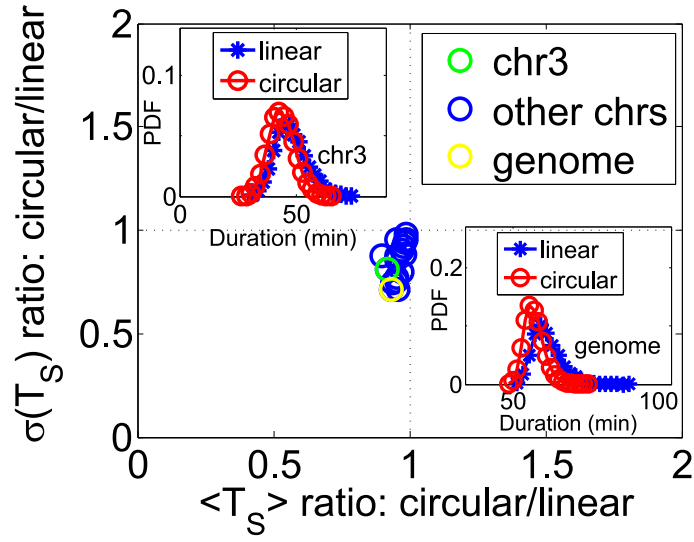 2
1.5
1
0.5
0
0
0.5
1
1.5
2
σ(T_S) ratio: circular/linear
<T_S> ratio: circular/linear
chr3
other chrs
genome
linear
circular
0.1
0
PDF
chr3
0
50
Duration (min)
linear
circular
0.2
0
PDF
genome
50
100
Duration (min)